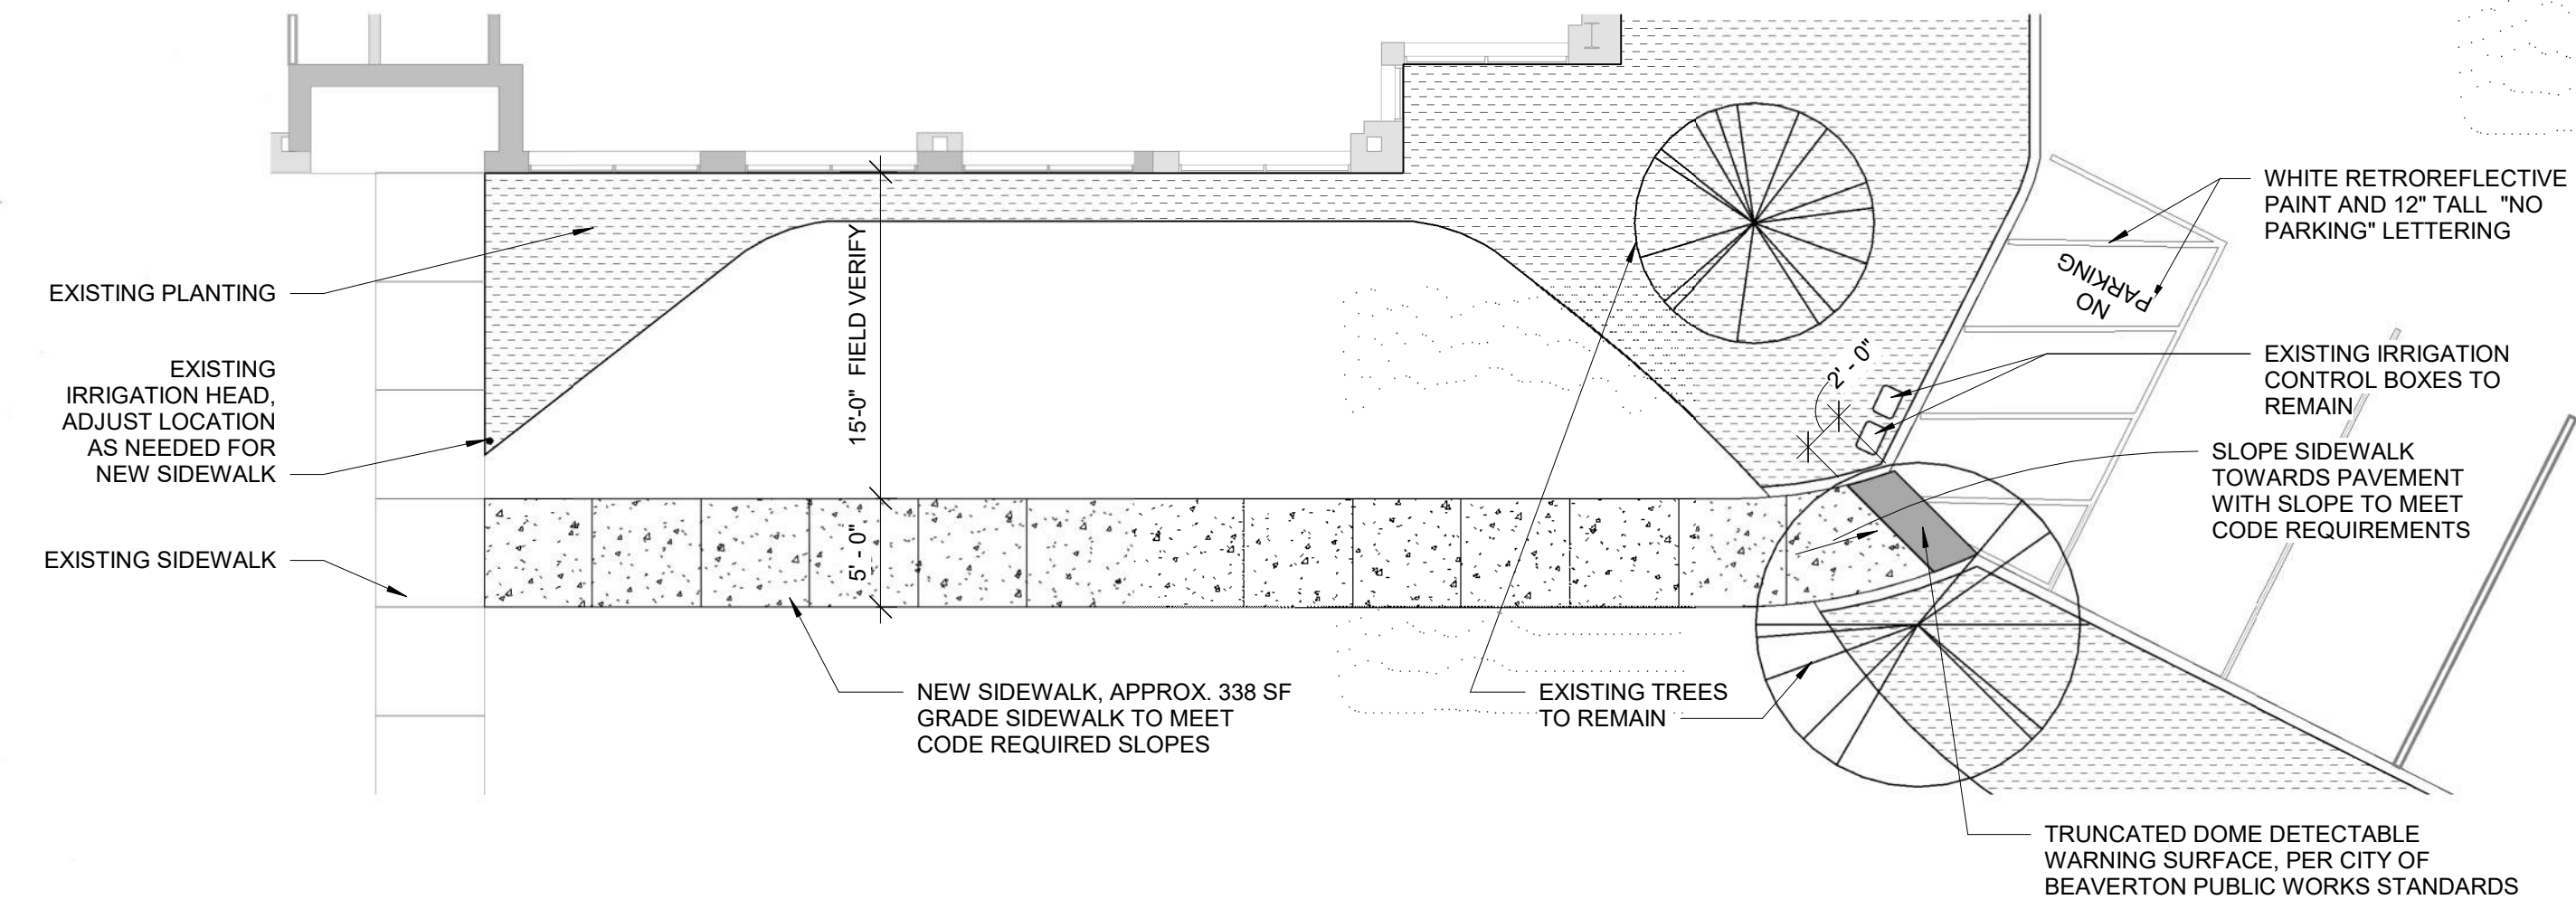 EXISTING PLANTING
EXISTING
IRRIGATION HEAD,
ADJUST LOCATION
AS NEEDED FOR
NEW SIDEWALK
EXISTING SIDEWALK
15'-0" FIELD VERIFY
5' - 0"
NEW SIDEWALK, APPROX. 338 SF
GRADE SIDEWALK TO MEET
CODE REQUIRED SLOPES
EXISTING TREES
TO REMAIN
2' - 0"
NO
PARKING
WHITE RETROREFLECTIVE
PAINT AND 12" TALL "NO
PARKING" LETTERING
EXISTING IRRIGATION
CONTROL BOXES TO
REMAIN
SLOPE SIDEWALK
TOWARDS PAVEMENT
WITH SLOPE TO MEET
CODE REQUIREMENTS
TRUNCATED DOME DETECTABLE
WARNING SURFACE, PER CITY OF
BEAVERTON PUBLIC WORKS STANDARDS